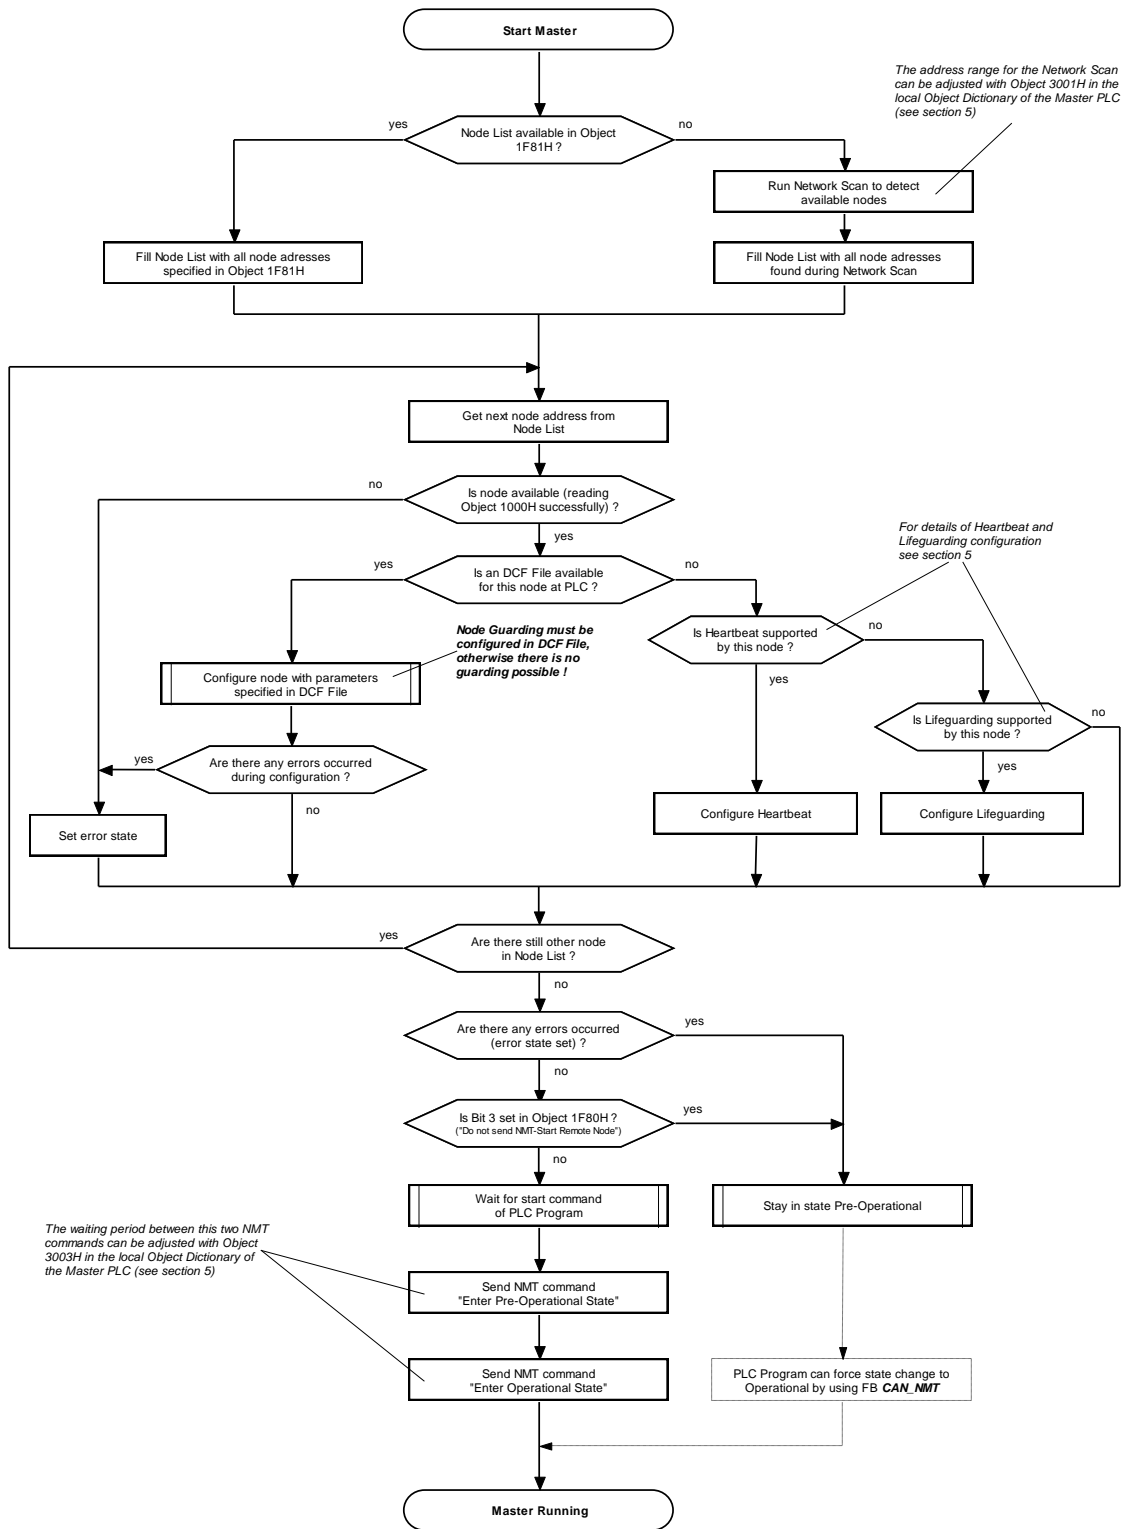 Start Master
The address range for the Network Scan
can be adjusted with Object 3001H in the
local Object Dictionary of the Master PLC
(see section 5)
yes
Node List available in Object
1F81H ?
no
Run Network Scan to detect
available nodes
Fill Node List with all node adresses
specified in Object 1F81H
Fill Node List with all node adresses
found during Network Scan
Get next node address from
Node List
no
Is node available (reading
Object 1000H successfully) ?
yes
For details of Heartbeat and
Lifeguarding configuration
see section 5
yes
Is an DCF File available
for this node at PLC ?
no
Node Guarding must be
configured in DCF File,
otherwise there is no
guarding possible !
Is Heartbeat supported
by this node ?
no
Configure node with parameters
specified in DCF File
yes
Is Lifeguarding supported
by this node ?
no
yes
Are there any errors occurred
during configuration ?
yes
no
Set error state
Configure Heartbeat
Configure Lifeguarding
yes
Are there still other node
in Node List ?
no
Are there any errors occurred
(error state set) ?
yes
no
Is Bit 3 set in Object 1F80H ?
("Do not send NMT-Start Remote Node")
yes
no
Wait for start command
of PLC Program
Stay in state Pre-Operational
The waiting period between this two NMT
commands can be adjusted with Object
3003H in the local Object Dictionary of
the Master PLC (see section 5)
Send NMT command
"Enter Pre-Operational State"
Send NMT command
"Enter Operational State"
PLC Program can force state change to
Operational by using FB CAN_NMT
Master Running